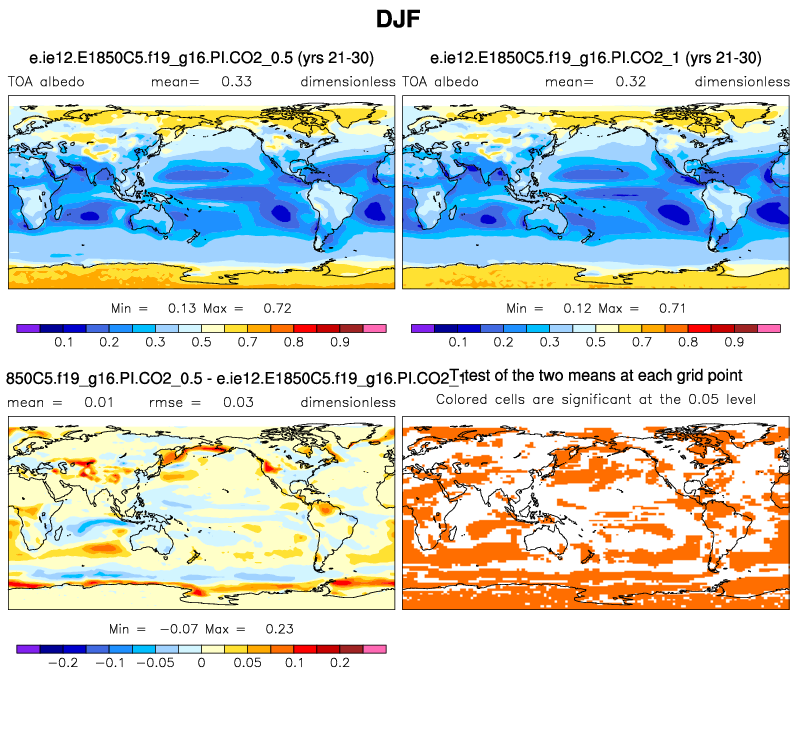 DJF
e.ie12.E1850C5.f19_g16.PI.CO2_0.5 (yrs 21-30)
TOA albedo mean= 0.33 dimensionless
Min = 0.13 Max = 0.72
0.1 0.2 0.3 0.5 0.7 0.8 0.9
e.ie12.E1850C5.f19_g16.PI.CO2_1 (yrs 21-30)
TOA albedo mean= 0.32 dimensionless
Min = 0.12 Max = 0.71
0.1 0.2 0.3 0.5 0.7 0.8 0.9
850C5.f19_g16.PI.CO2_0.5 - e.ie12.E1850C5.f19_g16.PI.CO2_1
mean = 0.01 rmse = 0.03 dimensionless
Min = -0.07 Max = 0.23
-0.2 -0.1 -0.05 0 0.05 0.1 0.2
T-test of the two means at each grid point
Colored cells are significant at the 0.05 level